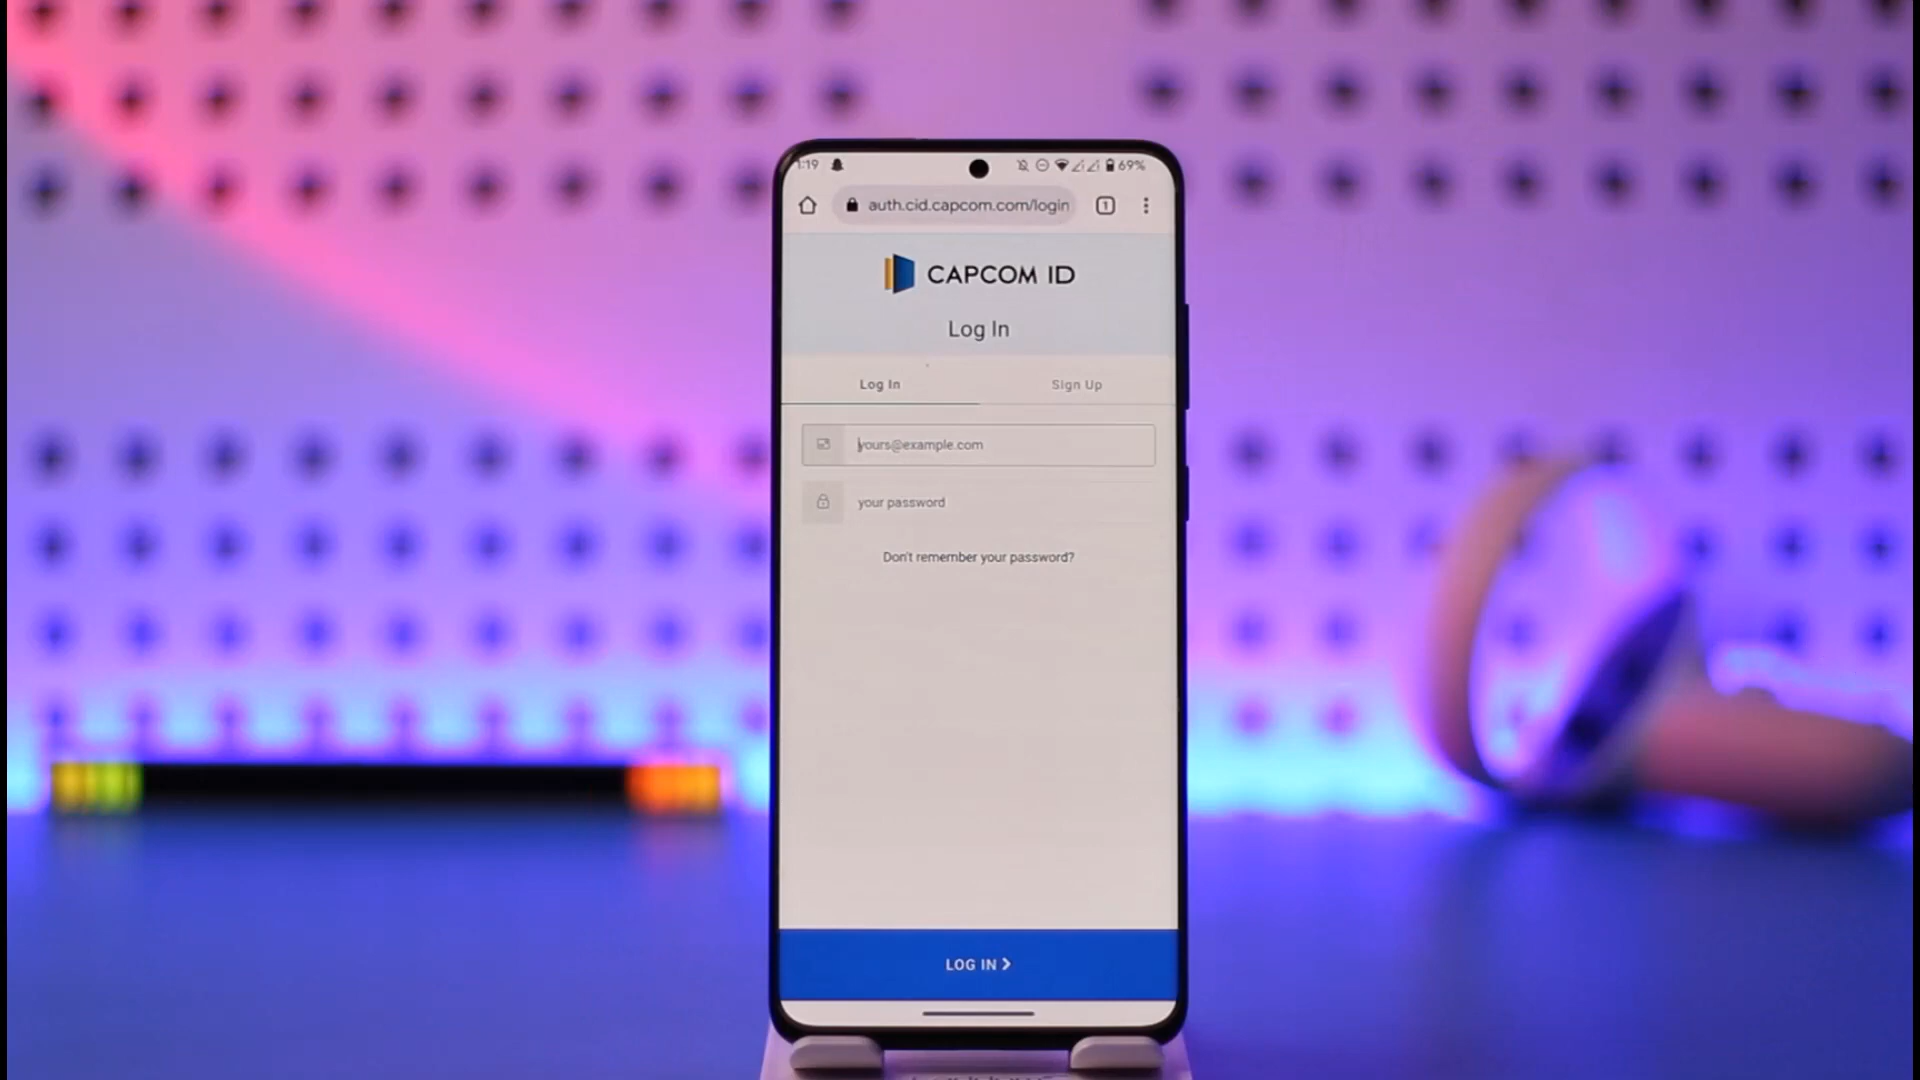 1:19 69%
auth.cid.capcom.com/login 1
CAPCOM ID
Log In
Log In Sign Up
yours@example.com
your password
Don't remember your password?
LOG IN